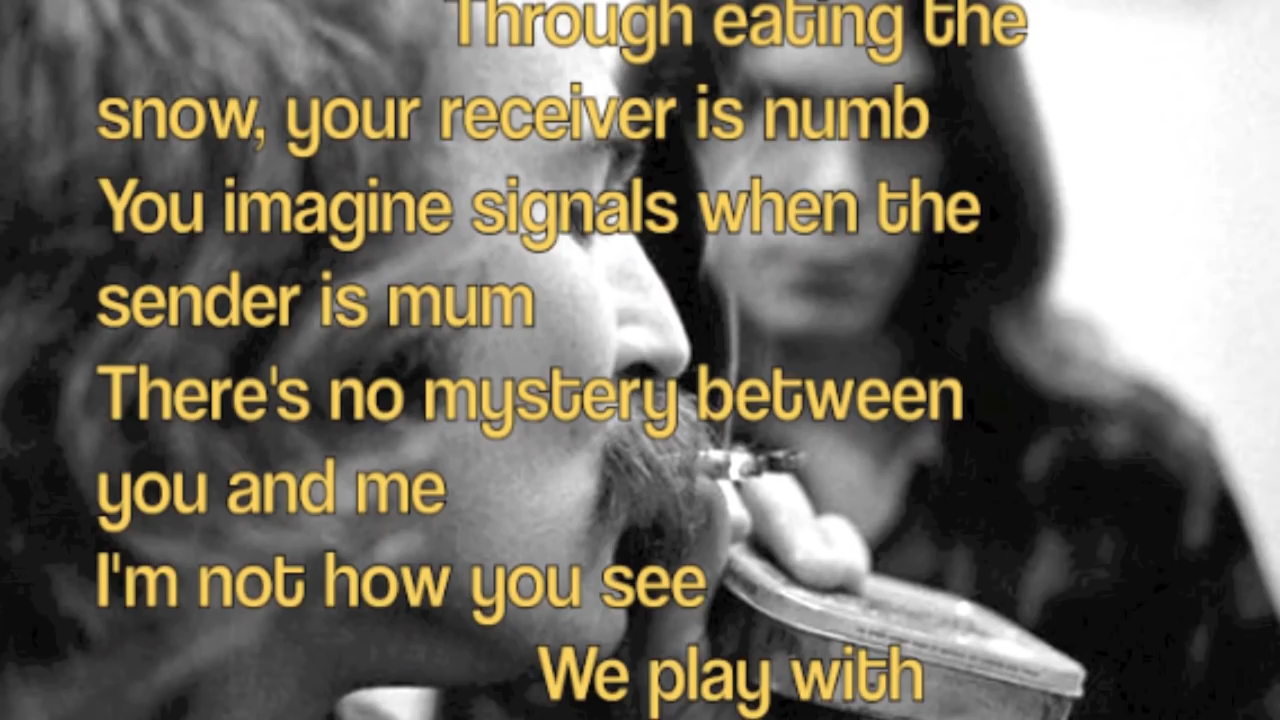 Through eating the
snow, your receiver is numb
You imagine signals when the
sender is mum
There's no mystery between
you and me
I'm not how you see
We play with